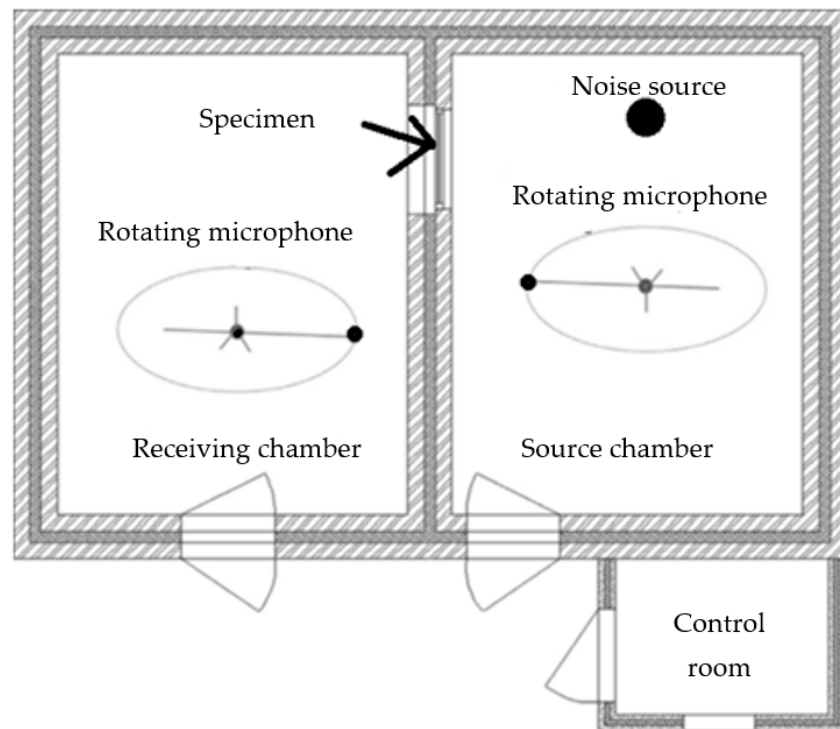 Noise source
Specimen
Rotating microphone
Rotating microphone
Receiving chamber
Source chamber
Control
room